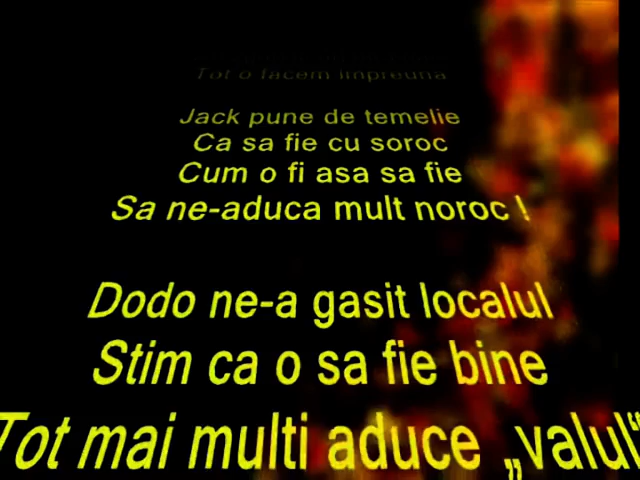 Tot o facem impreuna
Jack pune de temelie
Ca sa fie cu soroc
Cum o fi asa sa fie
Sa ne-aduca mult noroc !
Dodo ne-a gasit localul
Stim ca o sa fie bine
Tot mai multi aduce „valul“